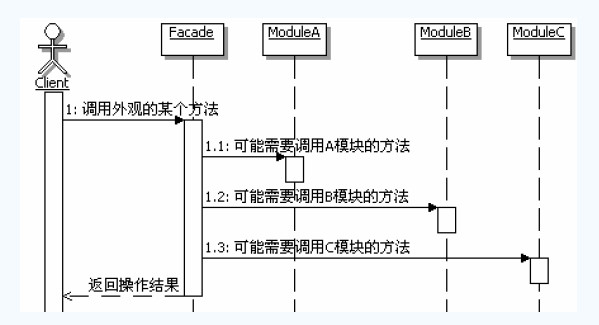 Facade
ModuleA
ModuleB
ModuleC
Client
1: 调用外观的某个方法
1.1: 可能需要调用A模块的方法
1.2: 可能需要调用B模块的方法
1.3: 可能需要调用C模块的方法
返回操作结果